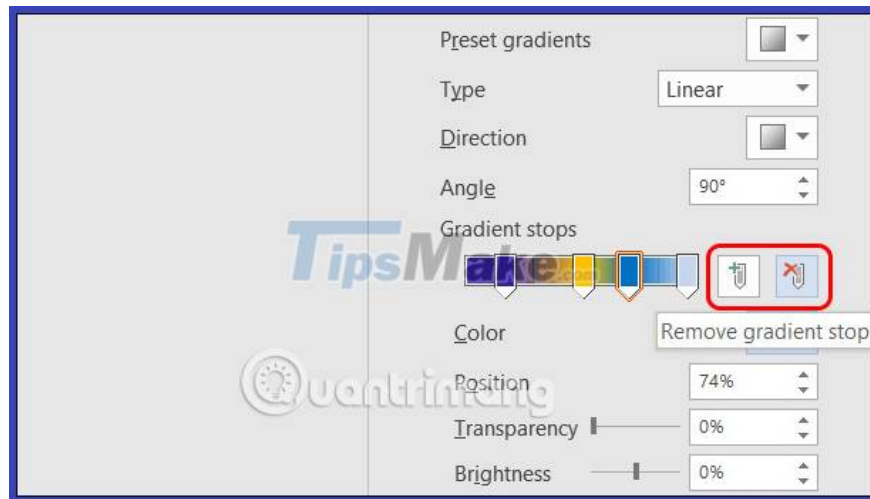 Preset gradients
Type Linear
Direction
Angle 90°
Gradient stops
TipsMake.com
Color Remove gradient stop
Quantrimang
Position 74%
Transparency 0%
Brightness 0%